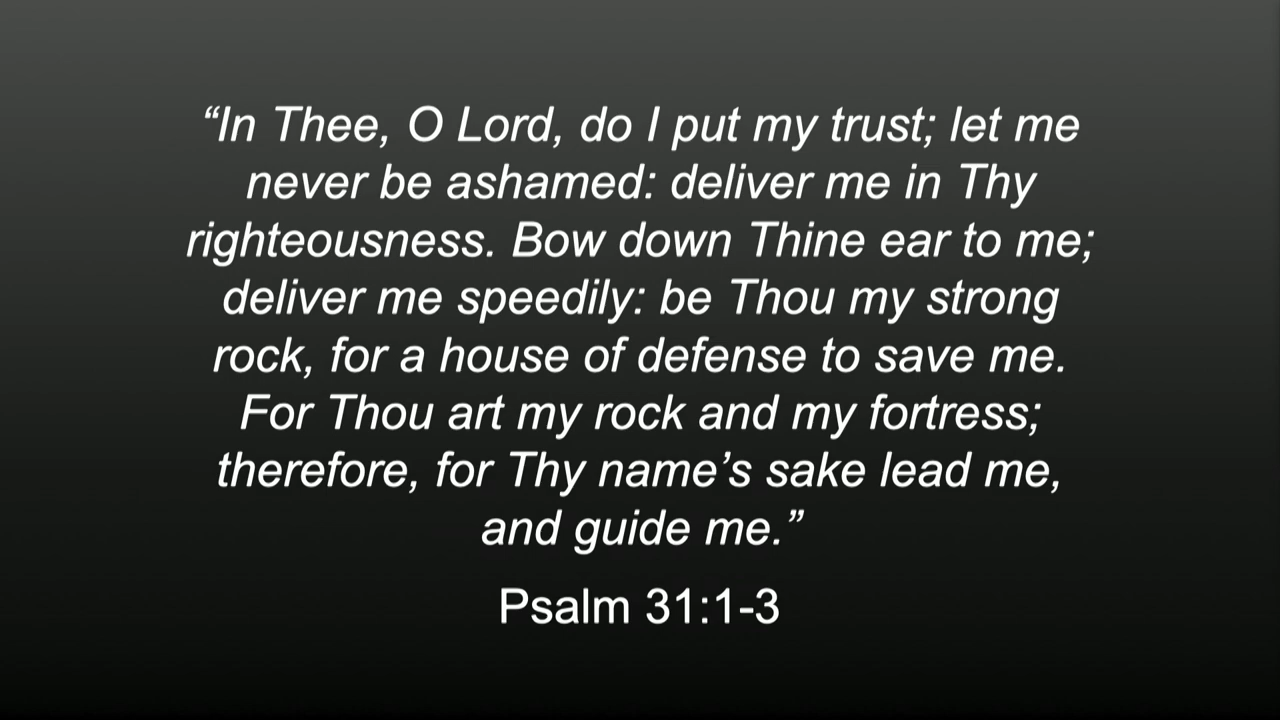 “In Thee, O Lord, do I put my trust; let me
never be ashamed: deliver me in Thy
righteousness. Bow down Thine ear to me;
deliver me speedily: be Thou my strong
rock, for a house of defense to save me.
For Thou art my rock and my fortress;
therefore, for Thy name’s sake lead me,
and guide me.”
Psalm 31:1-3